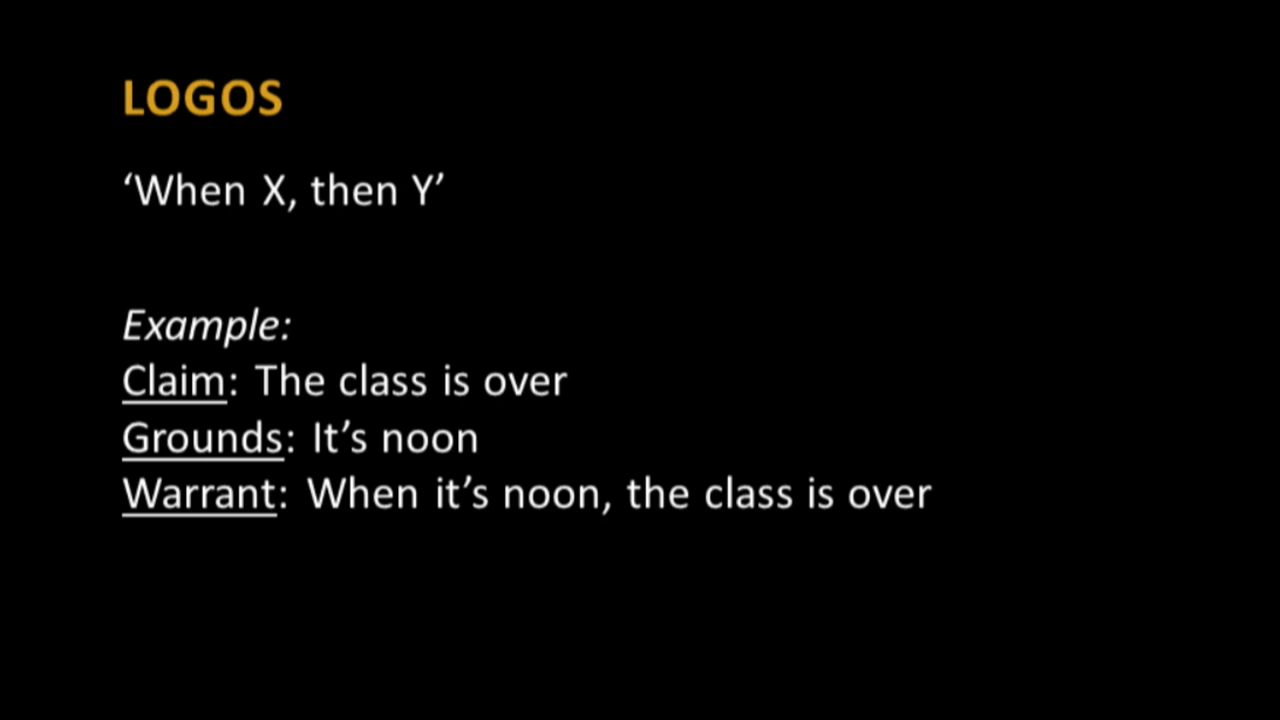 LOGOS
‘When X, then Y’
Example:
Claim: The class is over
Grounds: It’s noon
Warrant: When it’s noon, the class is over